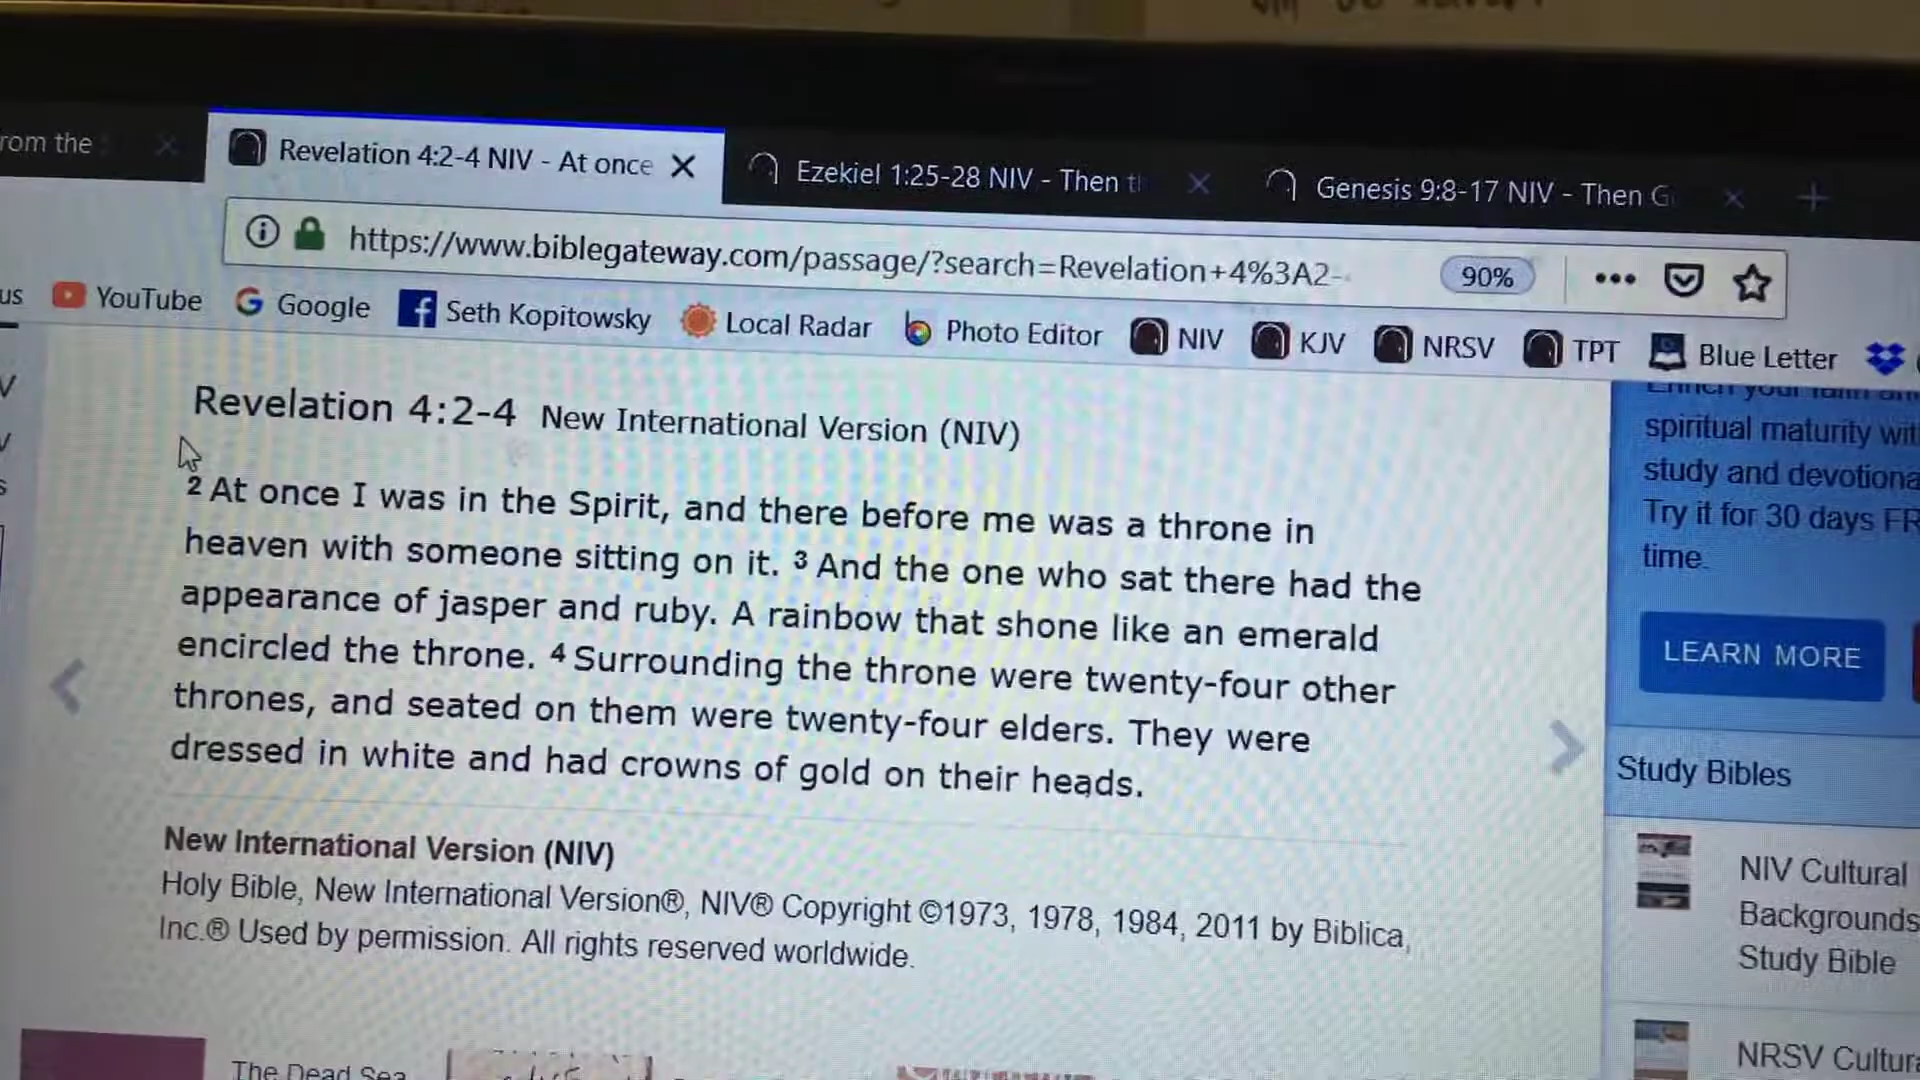 rom the
Revelation 4:2-4 NIV - At once
Ezekiel 1:25-28 NIV - Then t
Genesis 9:8-17 NIV - Then G
https://www.biblegateway.com/passage/?search=Revelation+4%3A2-
90%
us
YouTube
Google
Seth Kopitowsky
Local Radar
Photo Editor
NIV
KJV
NRSV
TPT
Blue Letter
Revelation 4:2-4 New International Version (NIV)
2 At once I was in the Spirit, and there before me was a throne in
heaven with someone sitting on it. 3 And the one who sat there had the
appearance of jasper and ruby. A rainbow that shone like an emerald
encircled the throne. 4 Surrounding the throne were twenty-four other
thrones, and seated on them were twenty-four elders. They were
dressed in white and had crowns of gold on their heads.
New International Version (NIV)
Holy Bible, New International Version®, NIV® Copyright ©1973, 1978, 1984, 2011 by Biblica,
Inc.® Used by permission. All rights reserved worldwide.
The Dead Sea
Enrich your faith
spiritual maturity wit
study and devotiona
Try it for 30 days FR
time.
LEARN MORE
Study Bibles
NIV Cultural
Backgrounds
Study Bible
NRSV Cultur